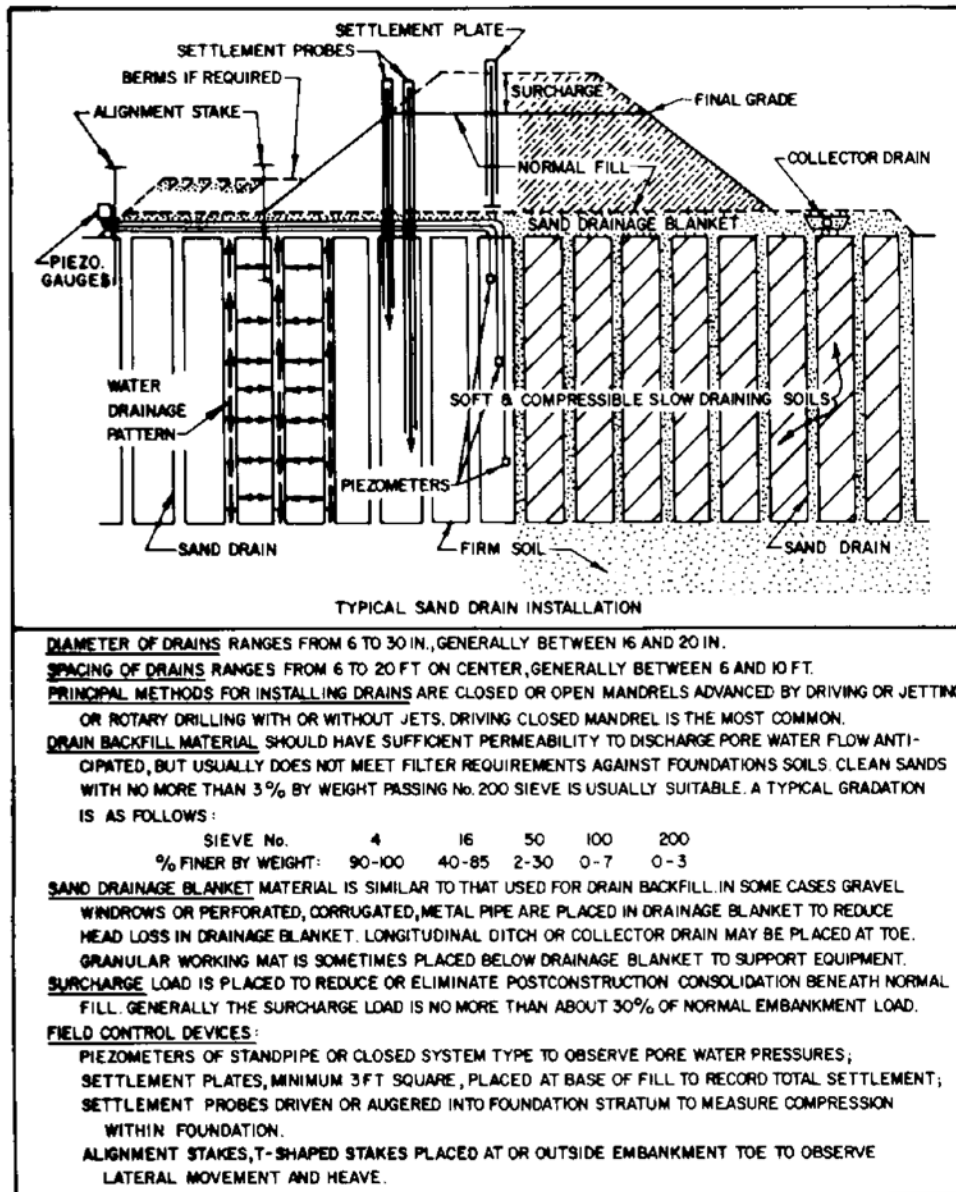 SETTLEMENT PLATE
SETTLEMENT PROBES
BERMS IF REQUIRED
SURCHARGE
FINAL GRADE
ALIGNMENT STAKE
COLLECTOR DRAIN
NORMAL FILL
SAND DRAINAGE BLANKET
PIEZO.
GAUGES
WATER
DRAINAGE
PATTERN
SOFT & COMPRESSIBLE SLOW DRAINING SOILS
PIEZOMETERS
SAND DRAIN
FIRM SOIL
SAND DRAIN
TYPICAL SAND DRAIN INSTALLATION
DIAMETER OF DRAINS RANGES FROM 6 TO 30 IN., GENERALLY BETWEEN 16 AND 20 IN.
SPACING OF DRAINS RANGES FROM 6 TO 20 FT ON CENTER, GENERALLY BETWEEN 6 AND 10 FT.
PRINCIPAL METHODS FOR INSTALLING DRAINS ARE CLOSED OR OPEN MANDRELS ADVANCED BY DRIVING OR JETTING
OR ROTARY DRILLING WITH OR WITHOUT JETS. DRIVING CLOSED MANDREL IS THE MOST COMMON.
DRAIN BACKFILL MATERIAL SHOULD HAVE SUFFICIENT PERMEABILITY TO DISCHARGE PORE WATER FLOW ANTI-
CIPATED, BUT USUALLY DOES NOT MEET FILTER REQUIREMENTS AGAINST FOUNDATIONS SOILS. CLEAN SANDS
WITH NO MORE THAN 3% BY WEIGHT PASSING No. 200 SIEVE IS USUALLY SUITABLE. A TYPICAL GRADATION
IS AS FOLLOWS:
SIEVE No. 4 16 50 100 200
% FINER BY WEIGHT: 90-100 40-85 2-30 0-7 0-3
SAND DRAINAGE BLANKET MATERIAL IS SIMILAR TO THAT USED FOR DRAIN BACKFILL. IN SOME CASES GRAVEL
WINDROWS OR PERFORATED, CORRUGATED, METAL PIPE ARE PLACED IN DRAINAGE BLANKET TO REDUCE
HEAD LOSS IN DRAINAGE BLANKET. LONGITUDINAL DITCH OR COLLECTOR DRAIN MAY BE PLACED AT TOE.
GRANULAR WORKING MAT IS SOMETIMES PLACED BELOW DRAINAGE BLANKET TO SUPPORT EQUIPMENT.
SURCHARGE LOAD IS PLACED TO REDUCE OR ELIMINATE POSTCONSTRUCTION CONSOLIDATION BENEATH NORMAL
FILL. GENERALLY THE SURCHARGE LOAD IS NO MORE THAN ABOUT 30% OF NORMAL EMBANKMENT LOAD.
FIELD CONTROL DEVICES:
PIEZOMETERS OF STANDPIPE OR CLOSED SYSTEM TYPE TO OBSERVE PORE WATER PRESSURES;
SETTLEMENT PLATES, MINIMUM 3 FT SQUARE, PLACED AT BASE OF FILL TO RECORD TOTAL SETTLEMENT;
SETTLEMENT PROBES DRIVEN OR AUGERED INTO FOUNDATION STRATUM TO MEASURE COMPRESSION
WITHIN FOUNDATION.
ALIGNMENT STAKES, T-SHAPED STAKES PLACED AT OR OUTSIDE EMBANKMENT TOE TO OBSERVE
LATERAL MOVEMENT AND HEAVE.